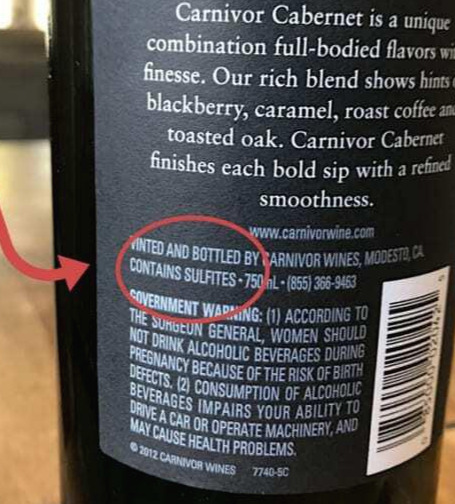 Carnivor Cabernet is a unique
combination full-bodied flavors
finesse. Our rich blend shows hints
blackberry, caramel, roast coffee and
toasted oak. Carnivor Cabernet
finishes each bold sip with a refined
smoothness.
www.carnivorwine.com
VINTED AND BOTTLED BY CARNIVOR WINES, MODESTO, CA
CONTAINS SULFITES • 750mL • (855) 366-9463
GOVERNMENT WARNING: (1) ACCORDING TO
THE SURGEON GENERAL, WOMEN SHOULD
NOT DRINK ALCOHOLIC BEVERAGES DURING
PREGNANCY BECAUSE OF THE RISK OF BIRTH
DEFECTS. (2) CONSUMPTION OF ALCOHOLIC
BEVERAGES IMPAIRS YOUR ABILITY TO
DRIVE A CAR OR OPERATE MACHINERY, AND
MAY CAUSE HEALTH PROBLEMS.
© 2012 CARNIVOR WINES 7740-5C